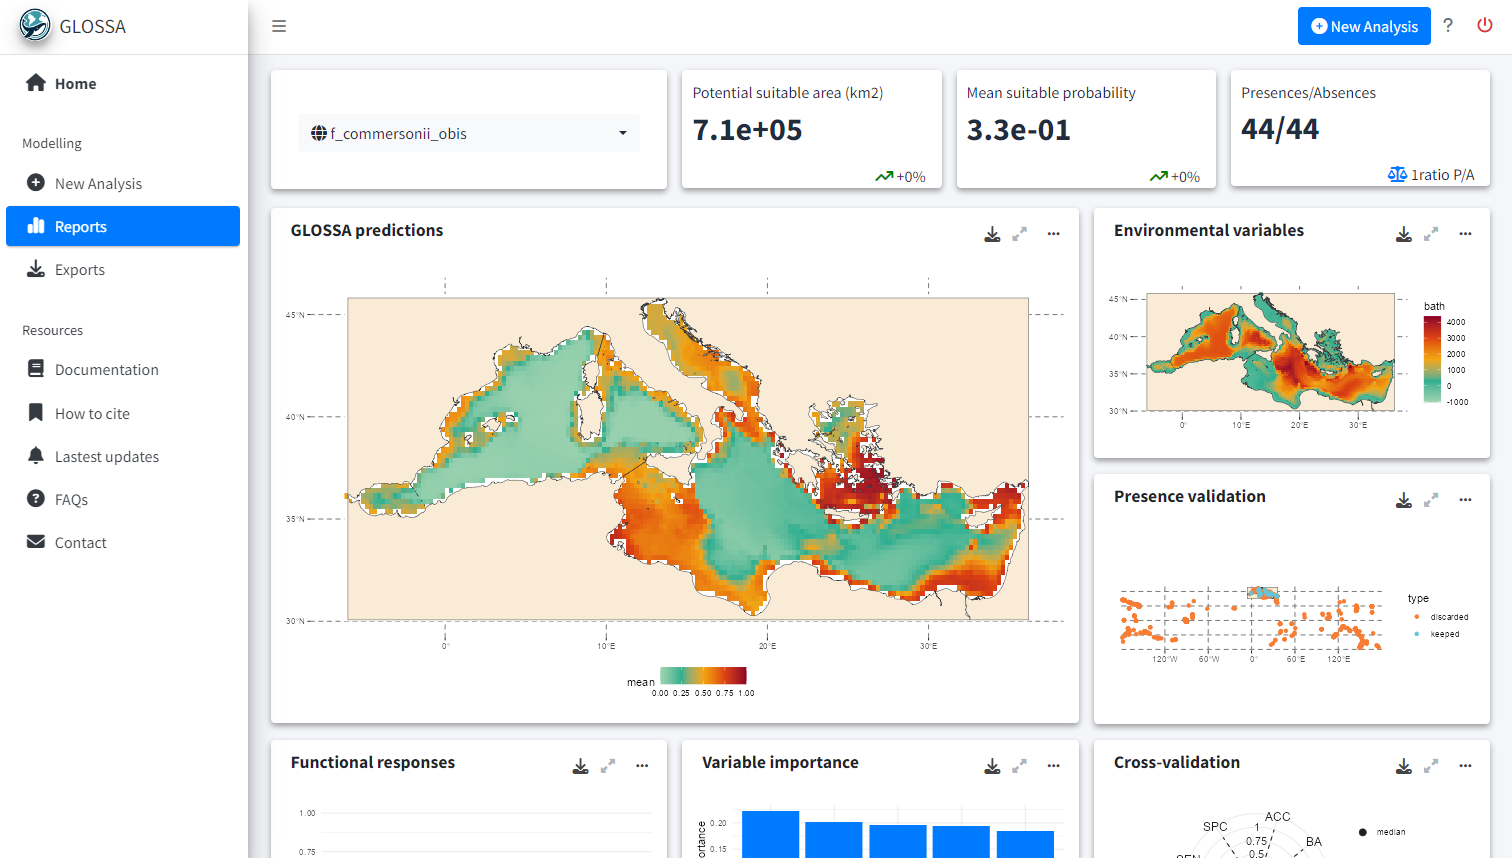 GLOSSA
New Analysis
?
Home
Modelling
New Analysis
Reports
Exports
Resources
Documentation
How to cite
Lastest updates
FAQs
Contact
f_commersonii_obis
Potential suitable area (km2)
7.1e+05
+0%
Mean suitable probability
3.3e-01
+0%
Presences/Absences
44/44
1ratio P/A
GLOSSA predictions
45°N
40°N
35°N
30°N
0° 10°E 20°E 30°E
mean
0.00 0.25 0.50 0.75 1.00
Environmental variables
45°N
40°N
35°N
30°N
0° 10°E 20°E 30°E
bath
4000
3000
2000
1000
0
-1000
Presence validation
120°W 60°W 0° 60°E 120°E
type
discarded
keeped
Functional responses
1.00
0.75
Variable importance
0.20
0.15
Cross-validation
ACC
SPC
BA
1
0.75
0.5
median